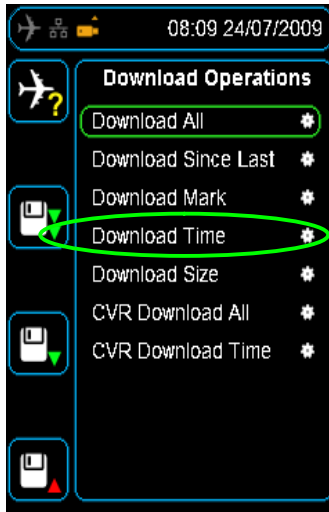 08:09 24/07/2009
Download Operations
?
Download All
Download Since Last
Download Mark
Download Time
Download Size
CVR Download All
CVR Download Time